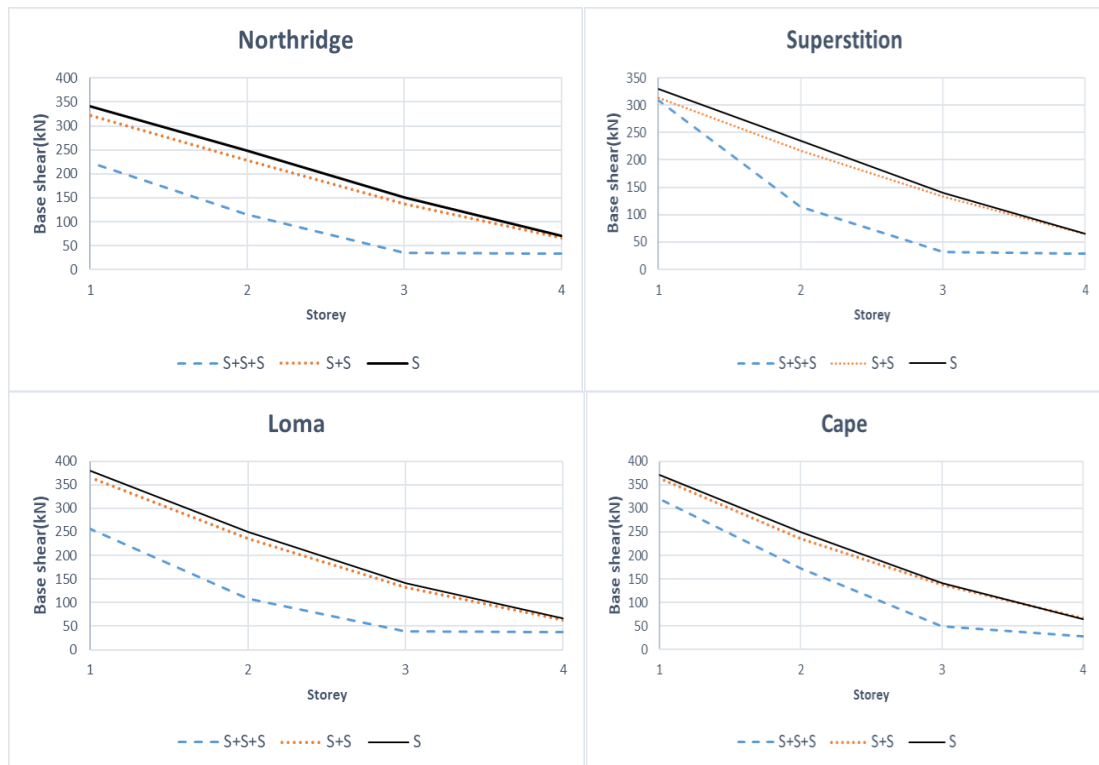 Northridge
Base shear(kN)
400
350
300
250
200
150
100
50
0
1 2 3 4
Storey
S+S+S S+S S
Superstition
Base shear(kN)
350
300
250
200
150
100
50
0
1 2 3 4
Storey
S+S+S S+S S
Loma
Base shear(kN)
400
350
300
250
200
150
100
50
0
1 2 3 4
Storey
S+S+S S+S S
Cape
Base shear(kN)
400
350
300
250
200
150
100
50
0
1 2 3 4
Storey
S+S+S S+S S